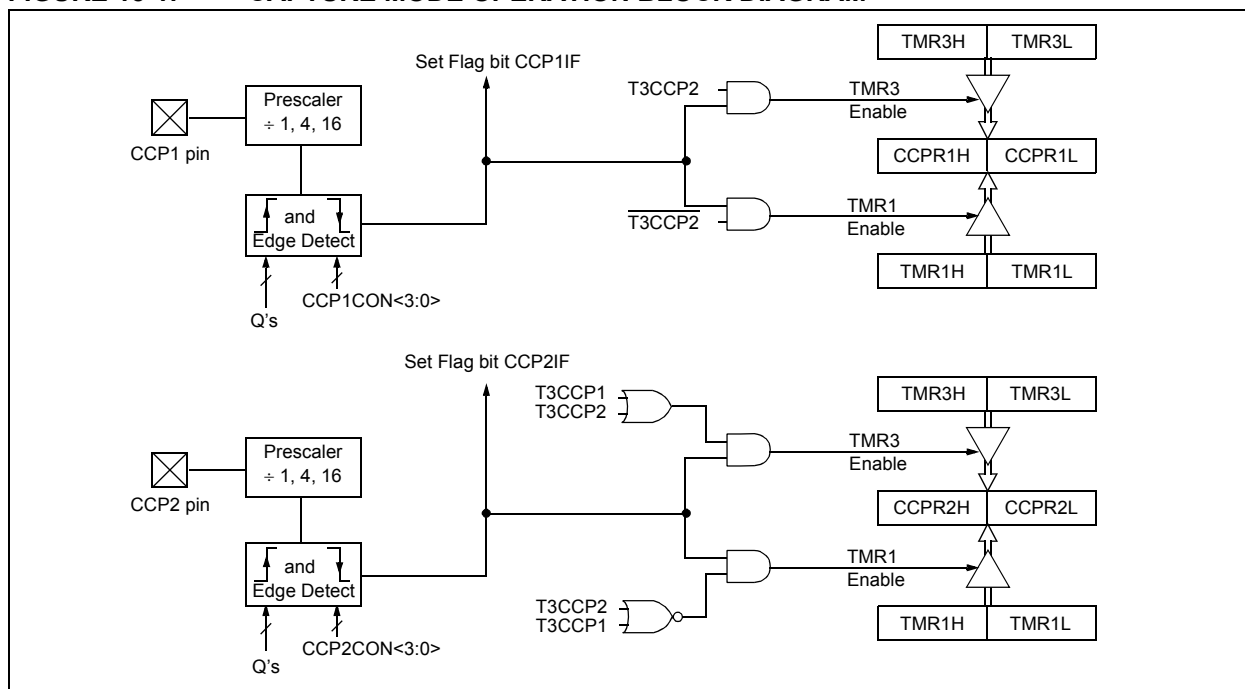 Set Flag bit CCP1IF
TMR3H TMR3L
T3CCP2
TMR3
Enable
Prescaler
÷ 1, 4, 16
CCP1 pin
CCPR1H CCPR1L
and
Edge Detect
T3CCP2
TMR1
Enable
TMR1H TMR1L
CCP1CON<3:0>
Q's
Set Flag bit CCP2IF
TMR3H TMR3L
T3CCP1
T3CCP2
TMR3
Enable
Prescaler
÷ 1, 4, 16
CCP2 pin
CCPR2H CCPR2L
and
Edge Detect
TMR1
Enable
T3CCP2
T3CCP1
TMR1H TMR1L
CCP2CON<3:0>
Q's